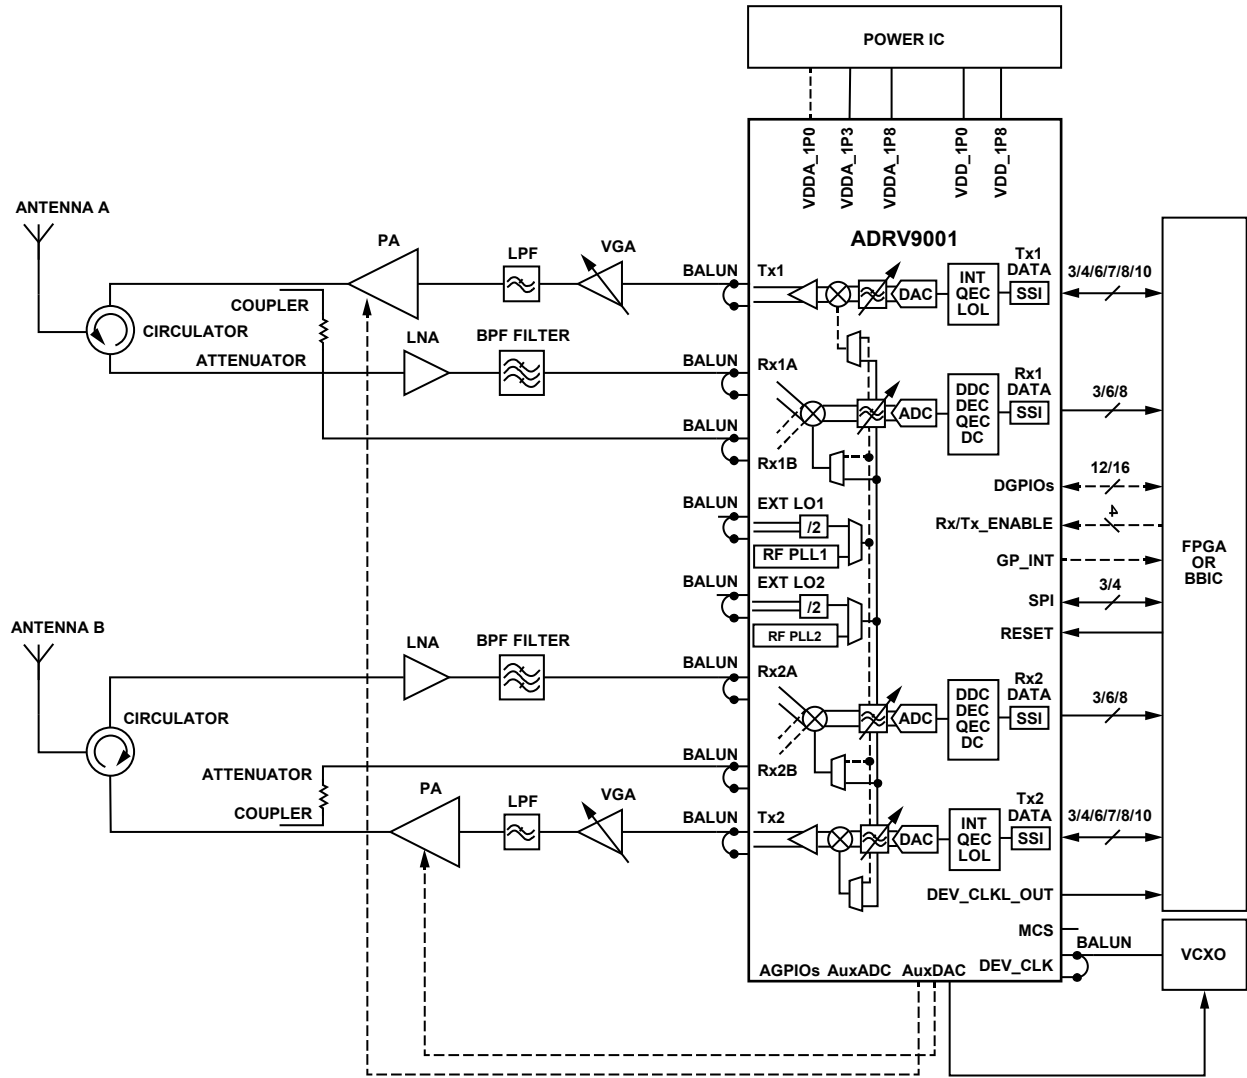 POWER IC
VDDA_1P0
VDDA_1P3
VDDA_1P8
VDD_1P0
VDD_1P8
ADRV9001
ANTENNA A
PA
LPF
VGA
BALUN
Tx1
DAC
INT
QEC
LOL
Tx1
DATA
SSI
3/4/6/7/8/10
COUPLER
CIRCULATOR
ATTENUATOR
LNA
BPF FILTER
BALUN
Rx1A
ADC
DDC
DEC
QEC
DC
Rx1
DATA
SSI
3/6/8
BALUN
Rx1B
DGPIOs
12/16
BALUN
EXT LO1
/2
RF PLL1
Rx/Tx_ENABLE
4
GP_INT
FPGA
OR
BBIC
BALUN
EXT LO2
/2
RF PLL2
SPI
3/4
RESET
ANTENNA B
LNA
BPF FILTER
BALUN
Rx2A
ADC
DDC
DEC
QEC
DC
Rx2
DATA
SSI
3/6/8
CIRCULATOR
ATTENUATOR
COUPLER
BALUN
Rx2B
PA
LPF
VGA
BALUN
Tx2
DAC
INT
QEC
LOL
Tx2
DATA
SSI
3/4/6/7/8/10
DEV_CLKL_OUT
MCS
BALUN
VCXO
AGPIOs
AuxADC
AuxDAC
DEV_CLK